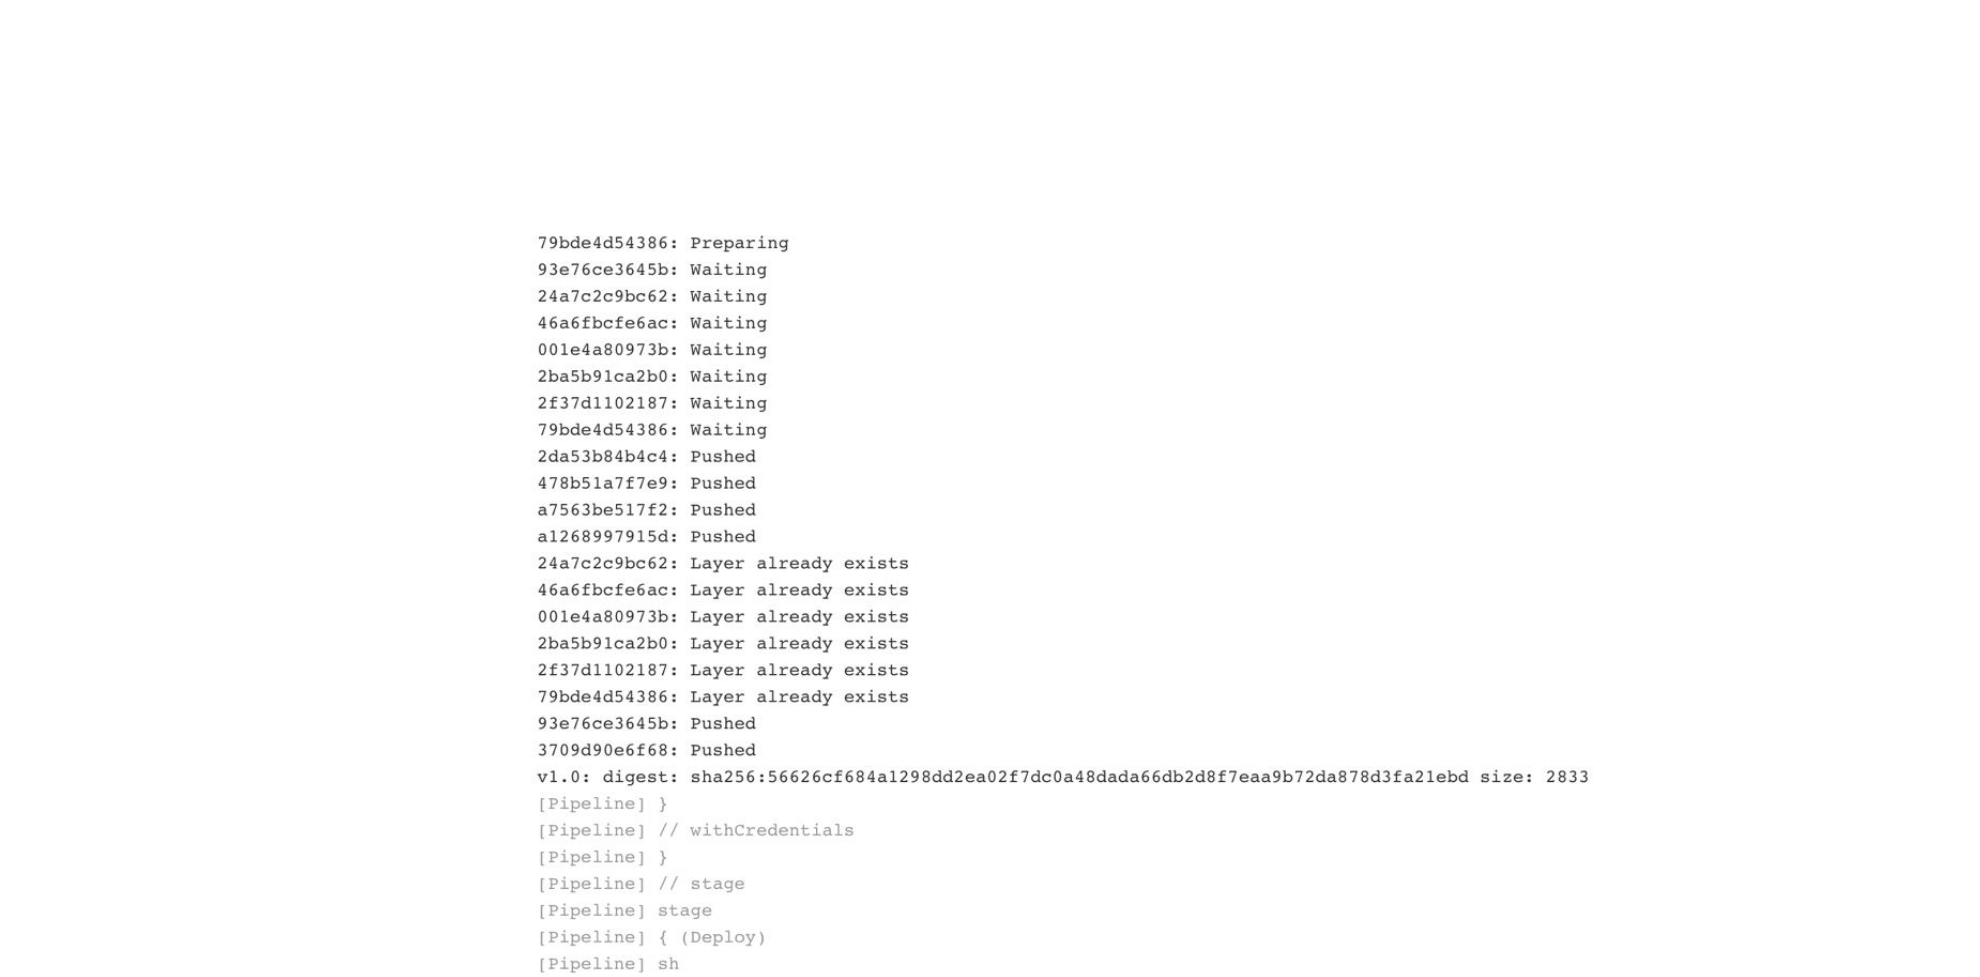 79bde4d54386: Preparing
93e76ce3645b: Waiting
24a7c2c9bc62: Waiting
46a6fbcfe6ac: Waiting
001e4a80973b: Waiting
2ba5b91ca2b0: Waiting
2f37d1102187: Waiting
79bde4d54386: Waiting
2da53b84b4c4: Pushed
478b51a7f7e9: Pushed
a7563be517f2: Pushed
a1268997915d: Pushed
24a7c2c9bc62: Layer already exists
46a6fbcfe6ac: Layer already exists
001e4a80973b: Layer already exists
2ba5b91ca2b0: Layer already exists
2f37d1102187: Layer already exists
79bde4d54386: Layer already exists
93e76ce3645b: Pushed
3709d90e6f68: Pushed
v1.0: digest: sha256:56626cf684a1298dd2ea02f7dc0a48dada66db2d8f7eaa9b72da878d3fa21ebd size: 2833
[Pipeline] }
[Pipeline] // withCredentials
[Pipeline] }
[Pipeline] // stage
[Pipeline] stage
[Pipeline] { (Deploy)
[Pipeline] sh